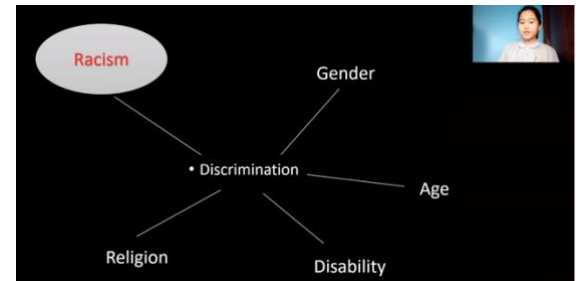 Racism
Gender
• Discrimination
Age
Religion
Disability